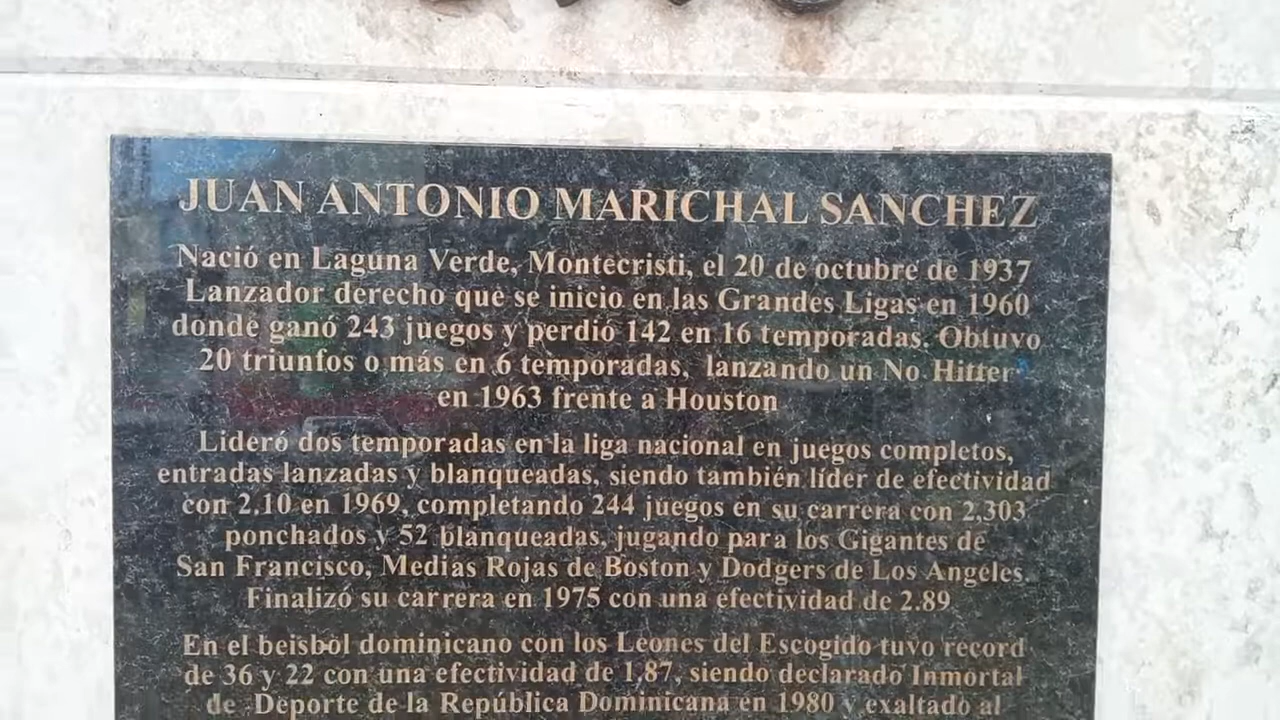 JUAN ANTONIO MARICHAL SANCHEZ
Nació en Laguna Verde, Montecristi, el 20 de octubre de 1937
Lanzador derecho que se inicio en las Grandes Ligas en 1960
donde ganó 243 juegos y perdió 142 en 16 temporadas. Obtuvo
20 triunfos o más en 6 temporadas, lanzando un No Hitter
en 1963 frente a Houston
Lideró dos temporadas en la liga nacional en juegos completos,
entradas lanzadas y blanqueadas, siendo también líder de efectividad
con 2.10 en 1969, completando 244 juegos en su carrera con 2,303
ponchados y 52 blanqueadas, jugando para los Gigantes de
San Francisco, Medias Rojas de Boston y Dodgers de Los Angeles.
Finalizó su carrera en 1975 con una efectividad de 2.89
En el beisbol dominicano con los Leones del Escogido tuvo record
de 36 y 22 con una efectividad de 1.87, siendo declarado Inmortal
de Deporte de la República Dominicana en 1980 y exaltado al